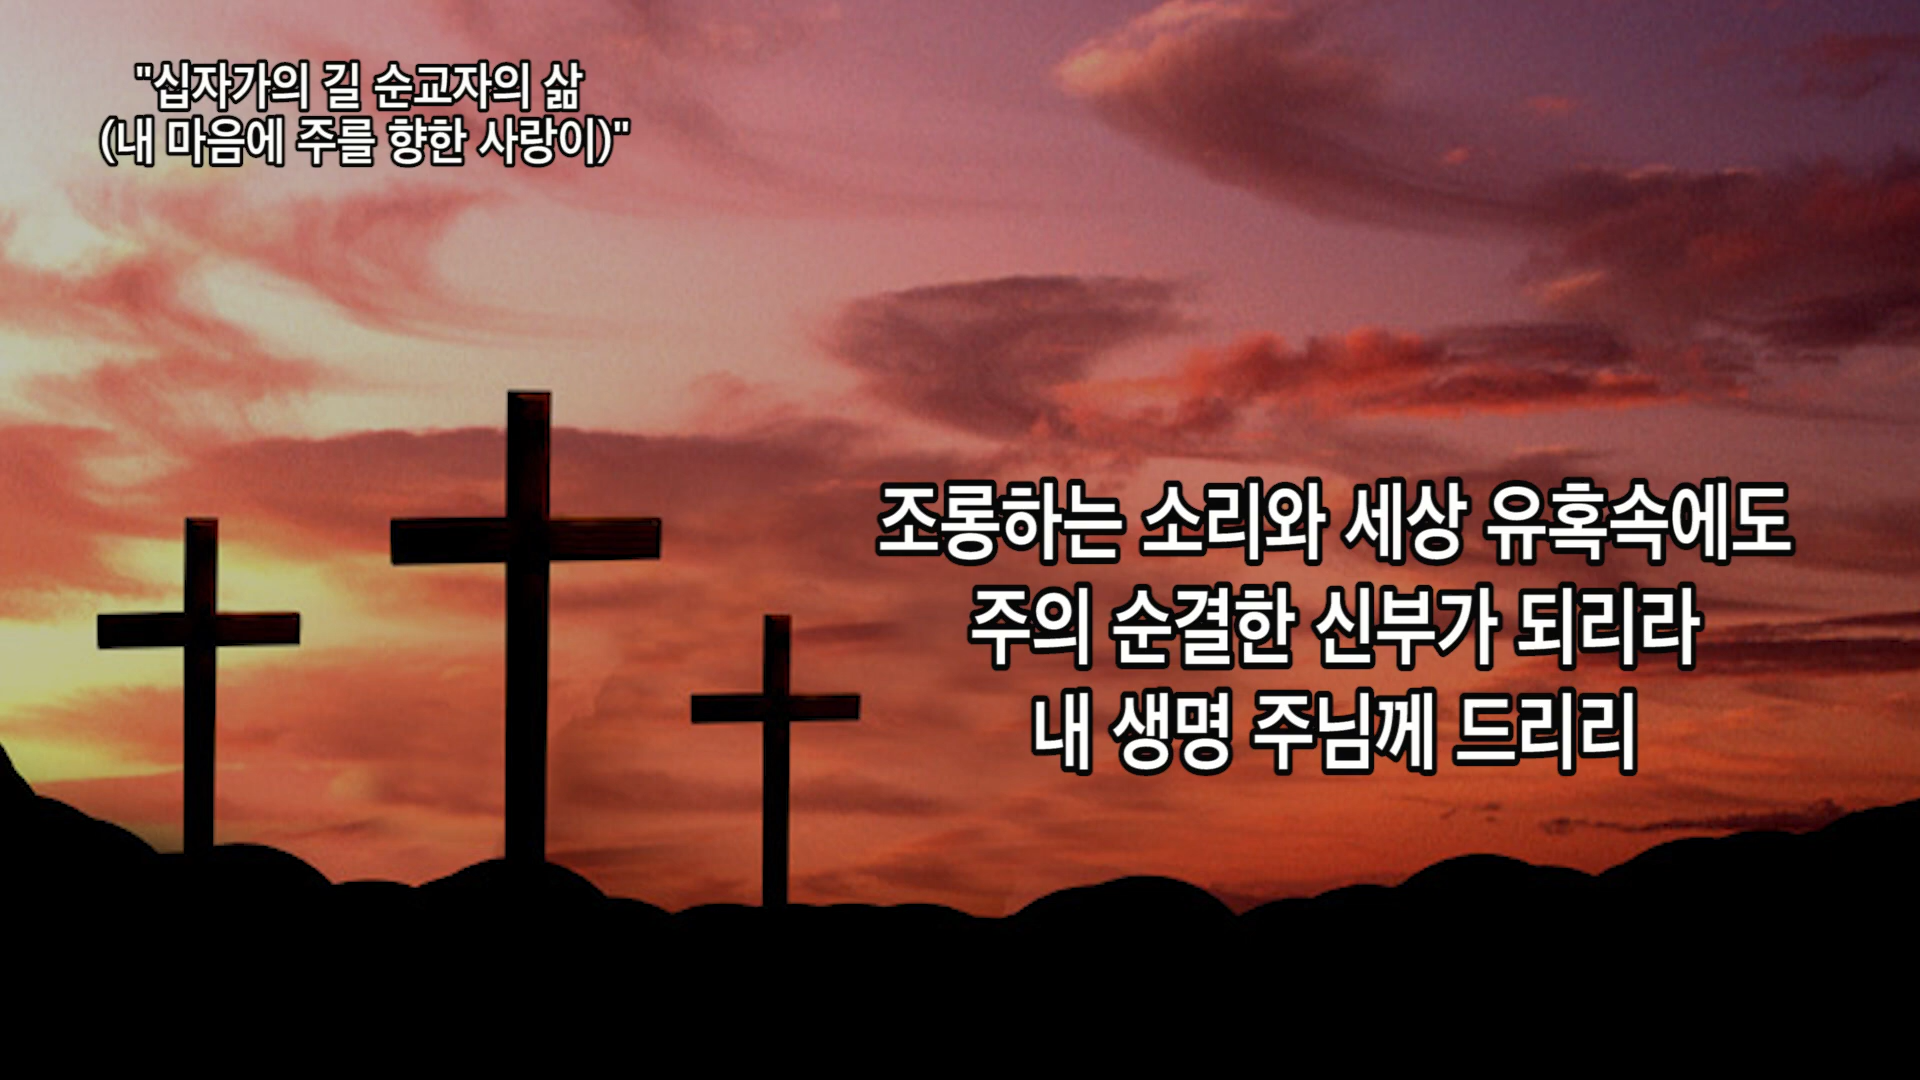 "십자가의 길 순교자의 삶
(내 마음에 주를 향한 사랑이)"
조롱하는 소리와 세상 유혹속에도
주의 순결한 신부가 되리라
내 생명 주님께 드리리